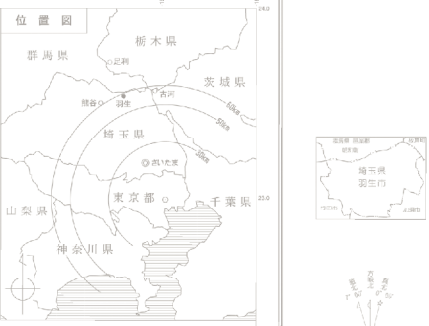 位置図
栃木県
群馬県
足利
茨城県
熊谷
羽生
古河
60km
50km
埼玉県
30km
さいたま
東京都
千葉県
山梨県
神奈川県
埼玉県
羽生市